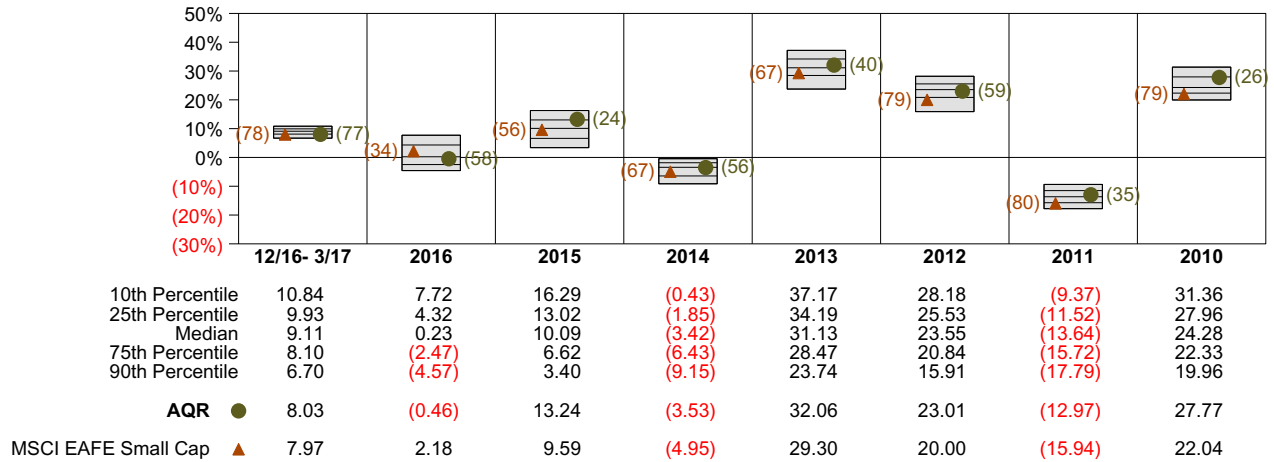 50%
40%
30%
20%
10%
0%
(10%)
(20%)
(30%)
(78) (77)
(34) (58)
(56) (24)
(67) (56)
(67) (40)
(79) (59)
(80) (35)
(79) (26)
12/16- 3/17 2016 2015 2014 2013 2012 2011 2010
10th Percentile 10.84 7.72 16.29 (0.43) 37.17 28.18 (9.37) 31.36
25th Percentile 9.93 4.32 13.02 (1.85) 34.19 25.53 (11.52) 27.96
Median 9.11 0.23 10.09 (3.42) 31.13 23.55 (13.64) 24.28
75th Percentile 8.10 (2.47) 6.62 (6.43) 28.47 20.84 (15.72) 22.33
90th Percentile 6.70 (4.57) 3.40 (9.15) 23.74 15.91 (17.79) 19.96
AQR 8.03 (0.46) 13.24 (3.53) 32.06 23.01 (12.97) 27.77
MSCI EAFE Small Cap 7.97 2.18 9.59 (4.95) 29.30 20.00 (15.94) 22.04